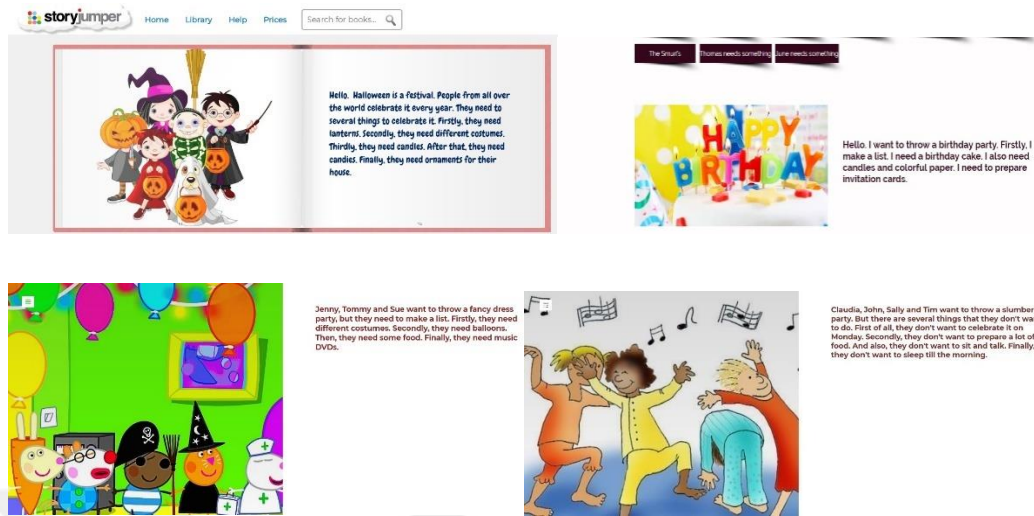 storyjumper
Home
Library
Help
Prices
Search for books...
Hello. Halloween is a festival. People from all over
the world celebrate it every year. They need to
several things to celebrate it. Firstly, they need
lanterns. Secondly, they need different costumes.
Thirdly, they need candles. After that, they need
candies. Finally, they need ornaments for their
house.
The Smurfs
Thomas needs something
June needs something
HAPPY
BIRTHDAY
Hello. I want to throw a birthday party. Firstly, I
make a list. I need a birthday cake. I also need
candles and colorful paper. I need to prepare
invitation cards.
Jenny, Tommy and Sue want to throw a fancy dress
party, but they need to make a list. Firstly, they need
different costumes. Secondly, they need balloons.
Then, they need some food. Finally, they need music
DVDs.
Claudia, John, Sally and Tim want to throw a slumber
party. But there are several things that they don't wa
to do. First of all, they don't want to celebrate it on
Monday. Secondly, they don't want to prepare a lot of
food. And also, they don't want to sit and talk. Finally,
they don't want to sleep till the morning.